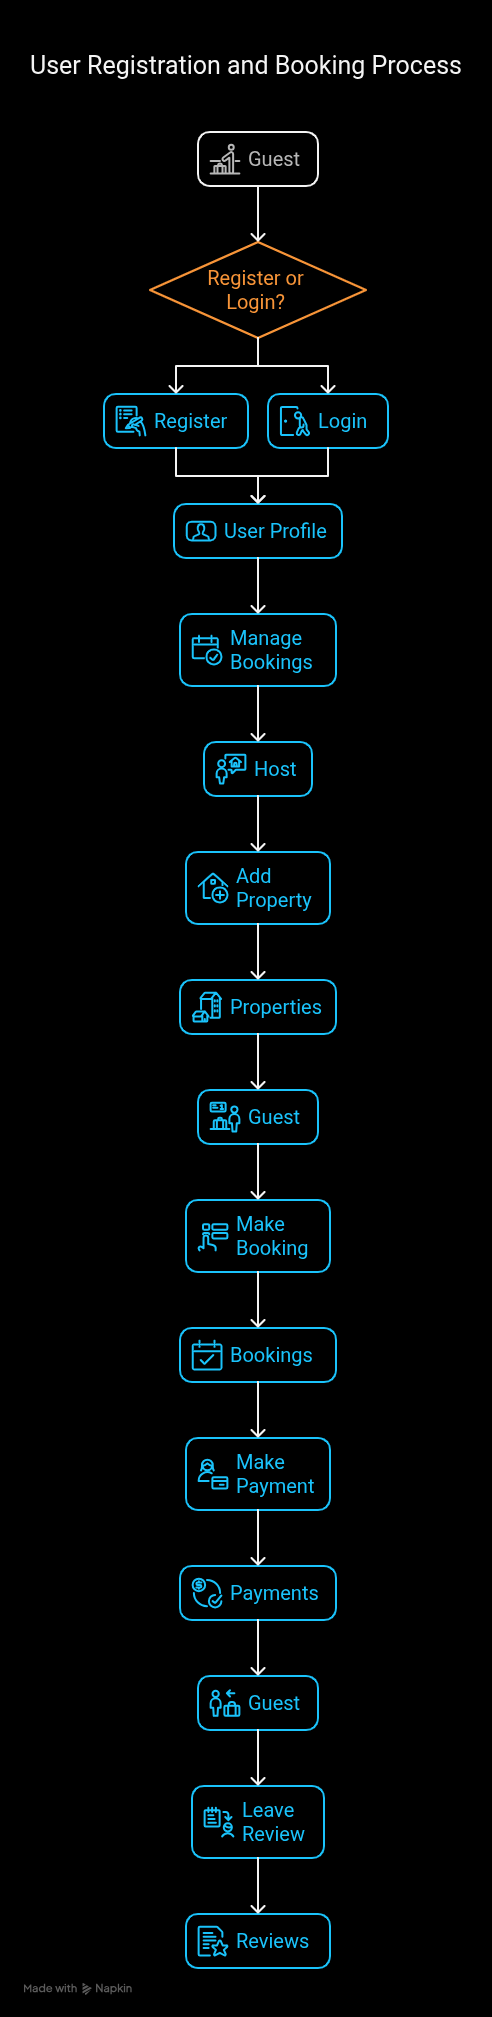 User Registration and Booking Process
Guest
Register or
Login?
Register
Login
User Profile
Manage
Bookings
Host
Add
Property
Properties
Guest
Make
Booking
Bookings
Make
Payment
Payments
Guest
Leave
Review
Reviews
Made with Napkin